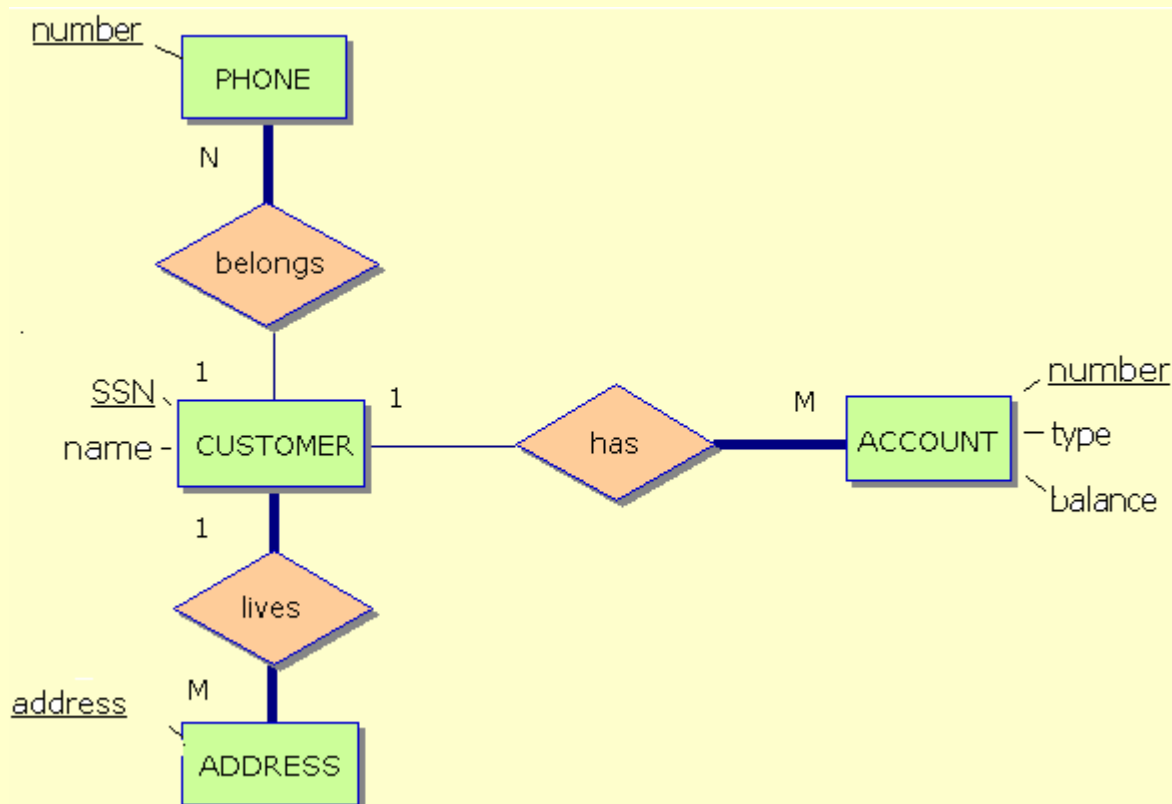 number
PHONE
N
belongs
1
SSN
name
CUSTOMER
1
has
M
ACCOUNT
number
type
balance
1
lives
M
address
ADDRESS